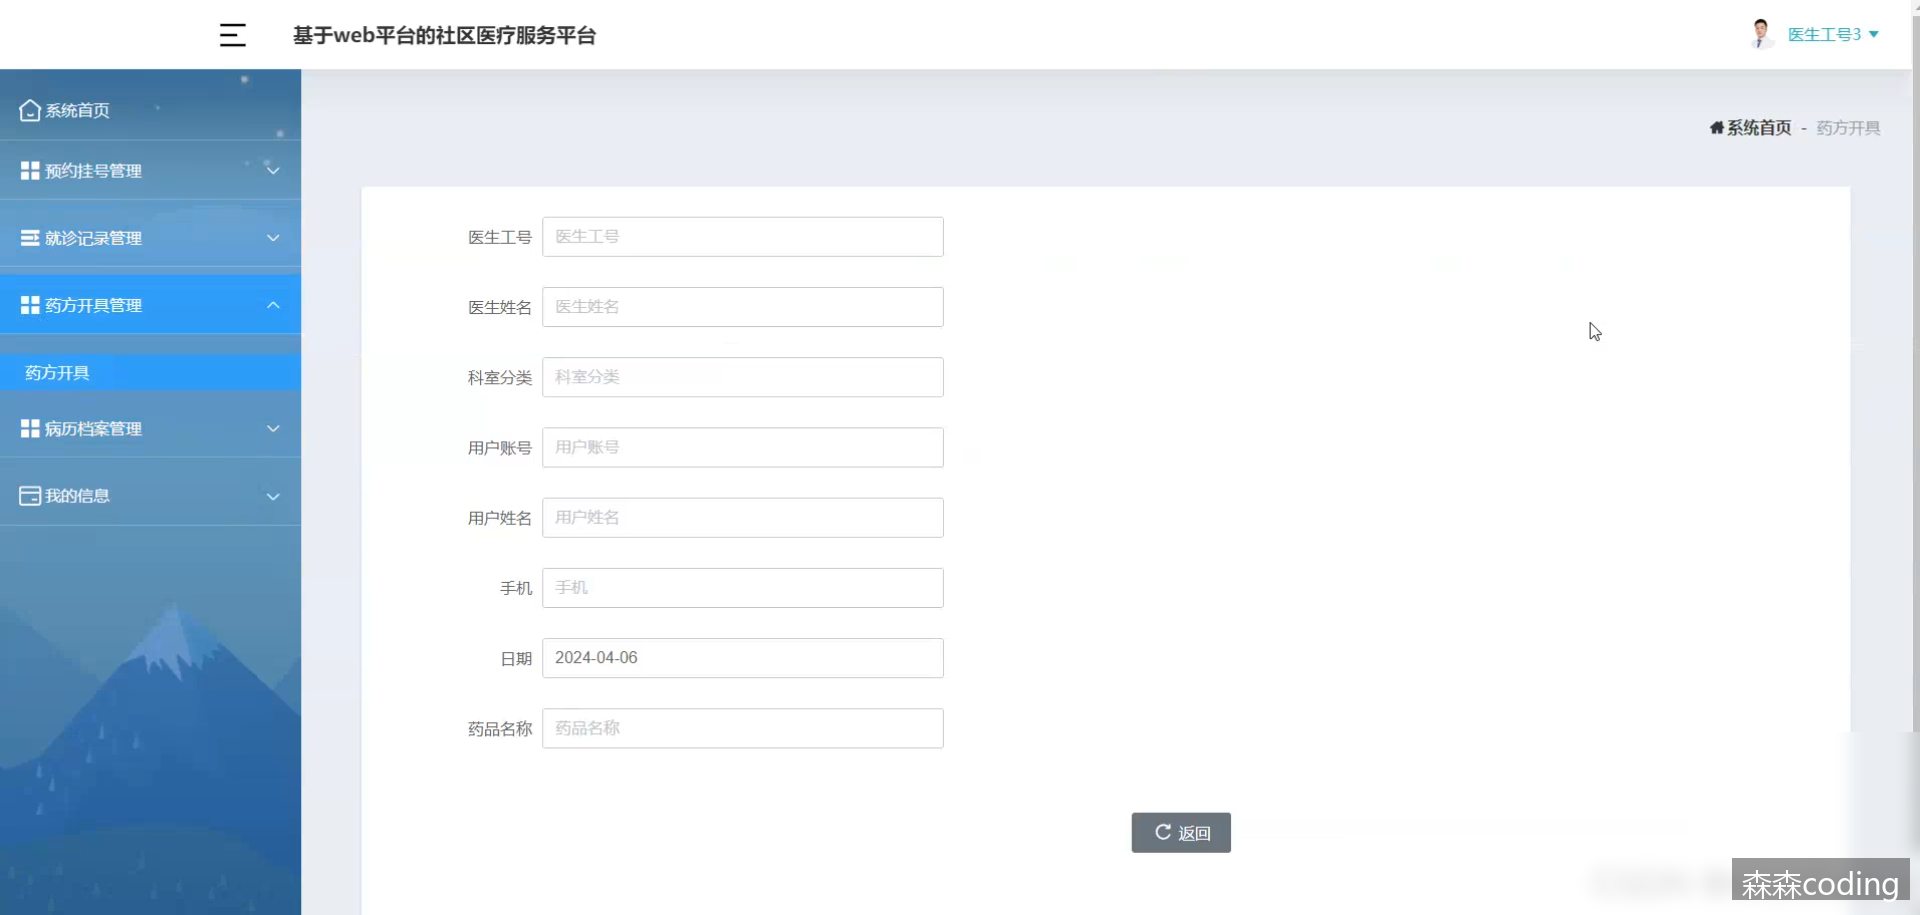 基于web平台的社区医疗服务平台
医生工号3
系统首页
预约挂号管理
就诊记录管理
药方开具管理
药方开具
病历档案管理
我的信息
系统首页 - 药方开具
医生工号 医生工号
医生姓名 医生姓名
科室分类 科室分类
用户账号 用户账号
用户姓名 用户姓名
手机 手机
日期 2024-04-06
药品名称 药品名称
返回
森森coding